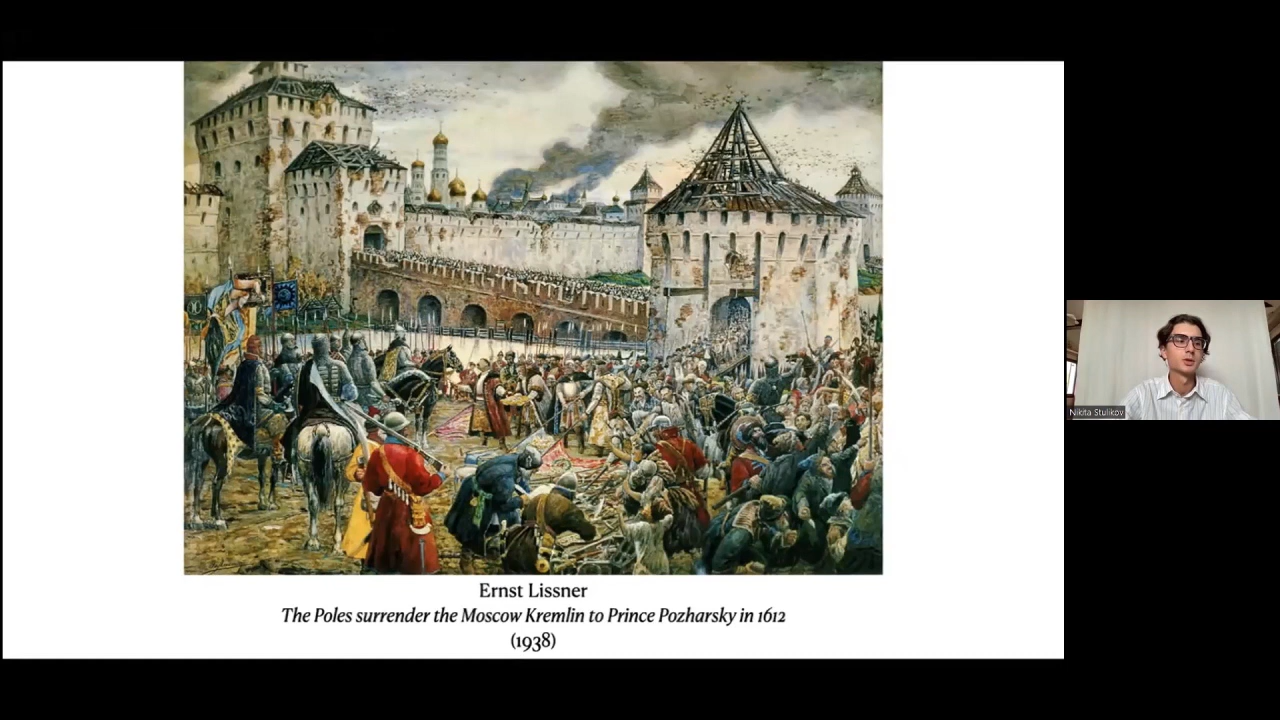 Ernst Lissner
The Poles surrender the Moscow Kremlin to Prince Pozharsky in 1612
(1938)
Nikita Stulikov